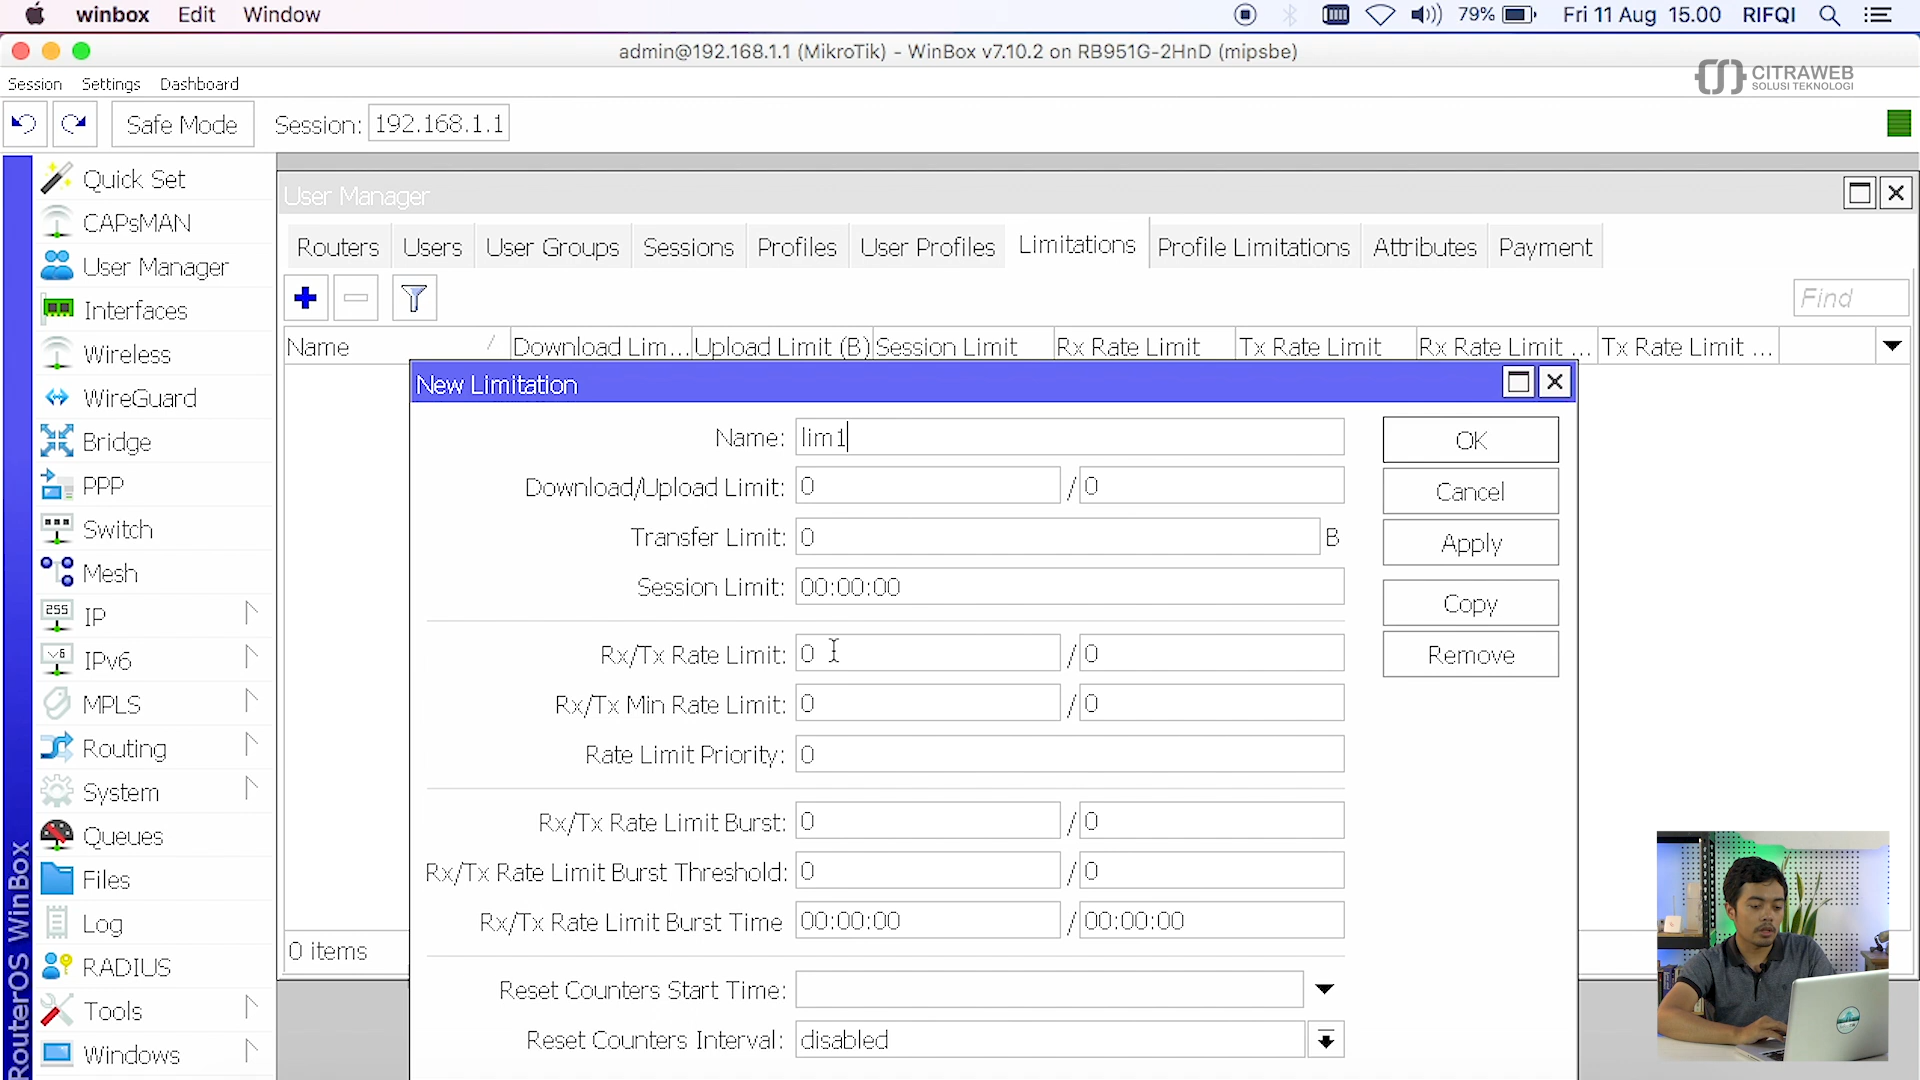 winbox Edit Window 79% Fri 11 Aug 15.00 RIFQI
admin@192.168.1.1 (MikroTik) - WinBox v7.10.2 on RB951G-2HnD (mipsbe)
Session Settings Dashboard
CITRAWEB
SOLUSI TEKNOLOGI
Safe Mode Session: 192.168.1.1
Quick Set
CAPsMAN
User Manager
Interfaces
Wireless
WireGuard
Bridge
PPP
Switch
Mesh
255 IP
v6 IPv6
MPLS
Routing
System
Queues
Files
Log
RADIUS
Tools
Windows
RouterOS WinBox
User Manager
Routers Users User Groups Sessions Profiles User Profiles Limitations Profile Limitations Attributes Payment
Find
Name Download Lim... Upload Limit (B) Session Limit Rx Rate Limit Tx Rate Limit Rx Rate Limit ... Tx Rate Limit ...
New Limitation
Name: lim1
Download/Upload Limit: 0 / 0
Transfer Limit: 0 B
Session Limit: 00:00:00
Rx/Tx Rate Limit: 0 / 0
Rx/Tx Min Rate Limit: 0 / 0
Rate Limit Priority: 0
Rx/Tx Rate Limit Burst: 0 / 0
Rx/Tx Rate Limit Burst Threshold: 0 / 0
Rx/Tx Rate Limit Burst Time 00:00:00 / 00:00:00
Reset Counters Start Time:
Reset Counters Interval: disabled
OK
Cancel
Apply
Copy
Remove
0 items